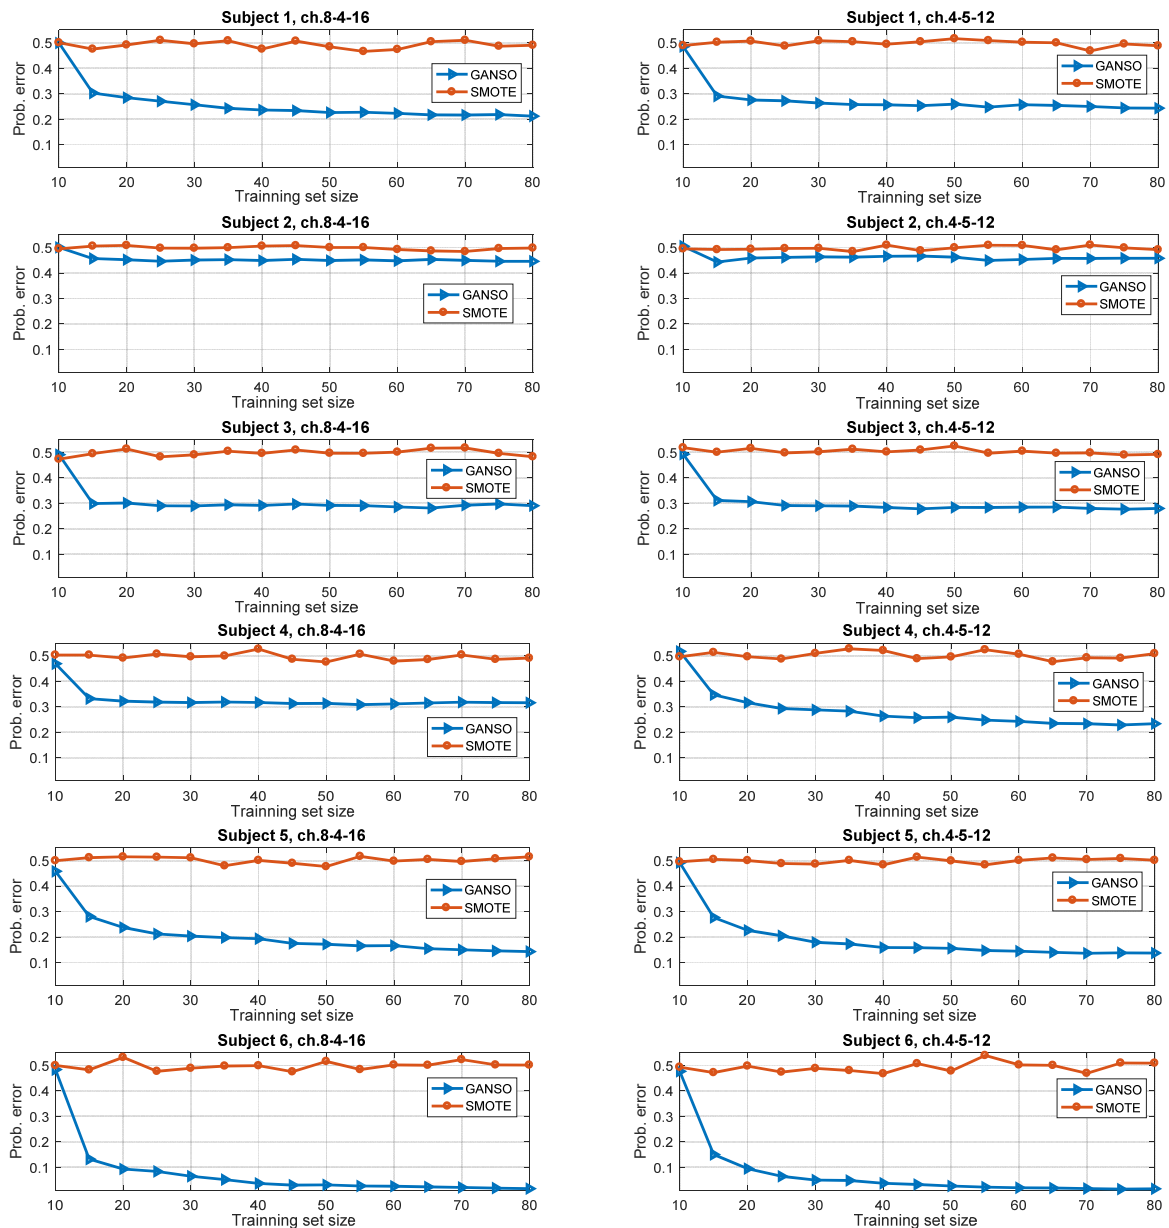 Subject 1, ch.8-4-16
0.5
0.4
0.3
0.2
0.1
Prob. error
GANSO
SMOTE
10 20 30 40 50 60 70 80
Trainning set size
Subject 1, ch.4-5-12
0.5
0.4
0.3
0.2
0.1
Prob. error
GANSO
SMOTE
10 20 30 40 50 60 70 80
Trainning set size
Subject 2, ch.8-4-16
0.5
0.4
0.3
0.2
0.1
Prob. error
GANSO
SMOTE
10 20 30 40 50 60 70 80
Trainning set size
Subject 2, ch.4-5-12
0.5
0.4
0.3
0.2
0.1
Prob. error
GANSO
SMOTE
10 20 30 40 50 60 70 80
Trainning set size
Subject 3, ch.8-4-16
0.5
0.4
0.3
0.2
0.1
Prob. error
GANSO
SMOTE
10 20 30 40 50 60 70 80
Trainning set size
Subject 3, ch.4-5-12
0.5
0.4
0.3
0.2
0.1
Prob. error
GANSO
SMOTE
10 20 30 40 50 60 70 80
Trainning set size
Subject 4, ch.8-4-16
0.5
0.4
0.3
0.2
0.1
Prob. error
GANSO
SMOTE
10 20 30 40 50 60 70 80
Trainning set size
Subject 4, ch.4-5-12
0.5
0.4
0.3
0.2
0.1
Prob. error
GANSO
SMOTE
10 20 30 40 50 60 70 80
Trainning set size
Subject 5, ch.8-4-16
0.5
0.4
0.3
0.2
0.1
Prob. error
GANSO
SMOTE
10 20 30 40 50 60 70 80
Trainning set size
Subject 5, ch.4-5-12
0.5
0.4
0.3
0.2
0.1
Prob. error
GANSO
SMOTE
10 20 30 40 50 60 70 80
Trainning set size
Subject 6, ch.8-4-16
0.5
0.4
0.3
0.2
0.1
Prob. error
GANSO
SMOTE
10 20 30 40 50 60 70 80
Trainning set size
Subject 6, ch.4-5-12
0.5
0.4
0.3
0.2
0.1
Prob. error
GANSO
SMOTE
10 20 30 40 50 60 70 80
Trainning set size